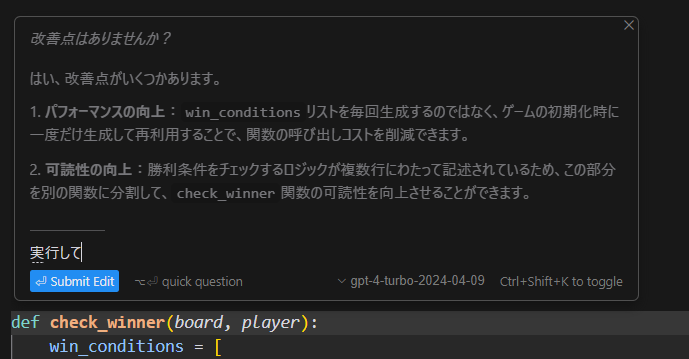 改善点はありませんか？
はい、改善点がいくつかあります。
1. パフォーマンスの向上： win_conditions リストを毎回生成するのではなく、ゲームの初期化時に
一度だけ生成して再利用することで、関数の呼び出しコストを削減できます。
2. 可読性の向上：勝利条件をチェックするロジックが複数行にわたって記述されているため、この部分
を別の関数に分割して、check_winner 関数の可読性を向上させることができます。
実行して
⏎ Submit Edit ⌥⏎ quick question gpt-4-turbo-2024-04-09 Ctrl+Shift+K to toggle
def check_winner(board, player):
win_conditions = [